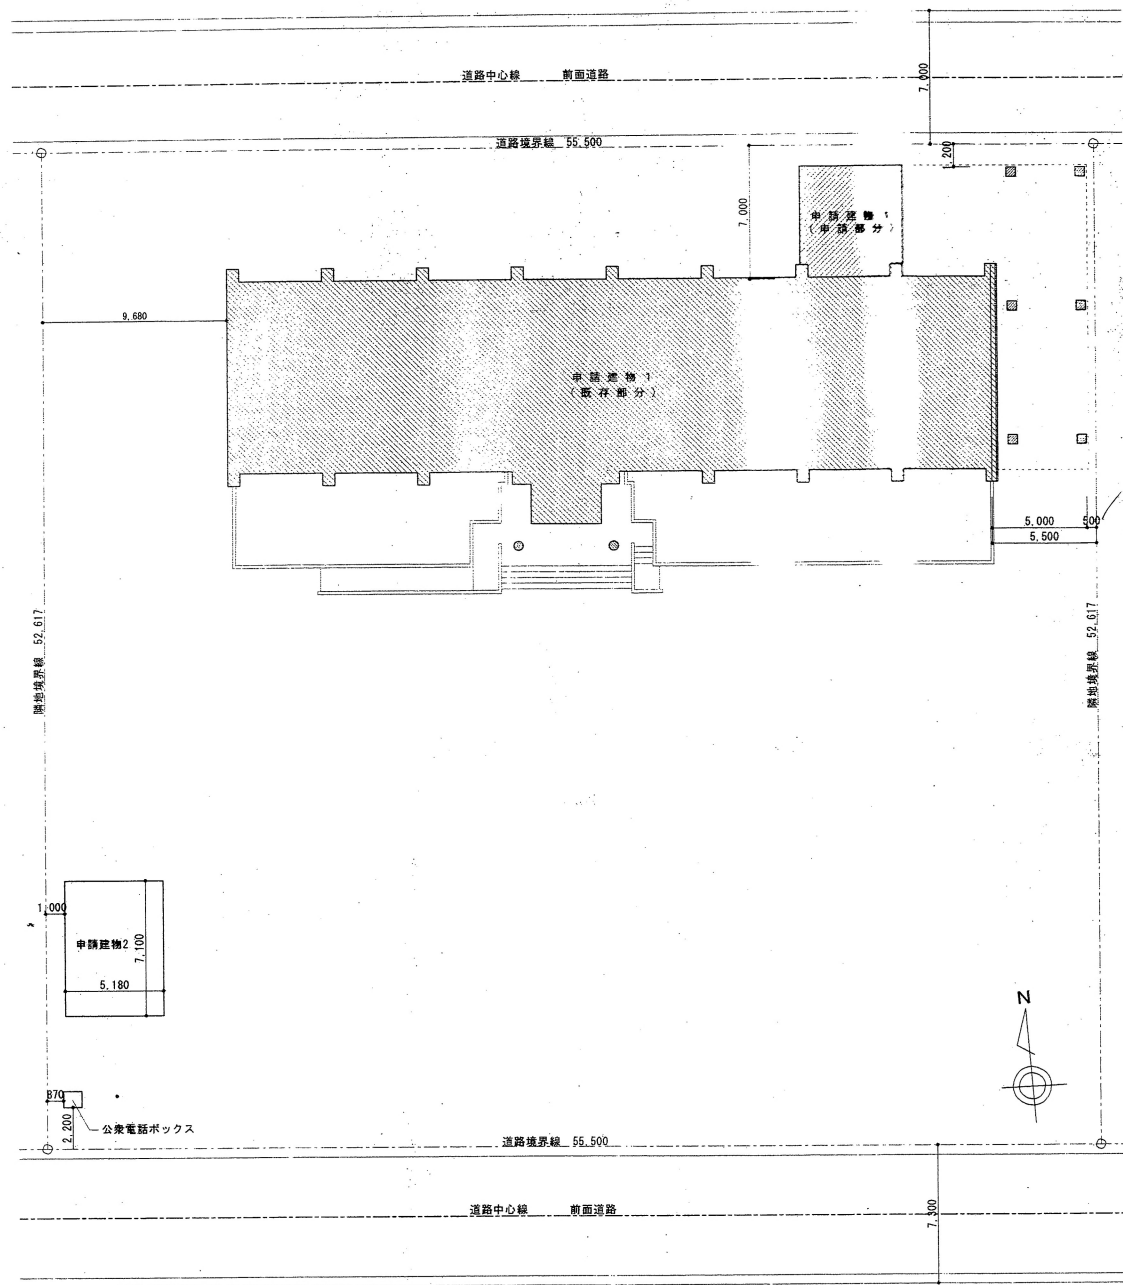 道路中心線 前面道路
7,000
道路境界線 55,500
1,200
7,000
申請建物1
(申請部分)
9,680
申請建物1
(既存部分)
5,000 500
5,500
隣地境界線 52,617
隣地境界線 52,617
1,000
申請建物2
7,100
5,180
N
870
公衆電話ボックス
2,200
道路境界線 55,500
道路中心線 前面道路
7,300